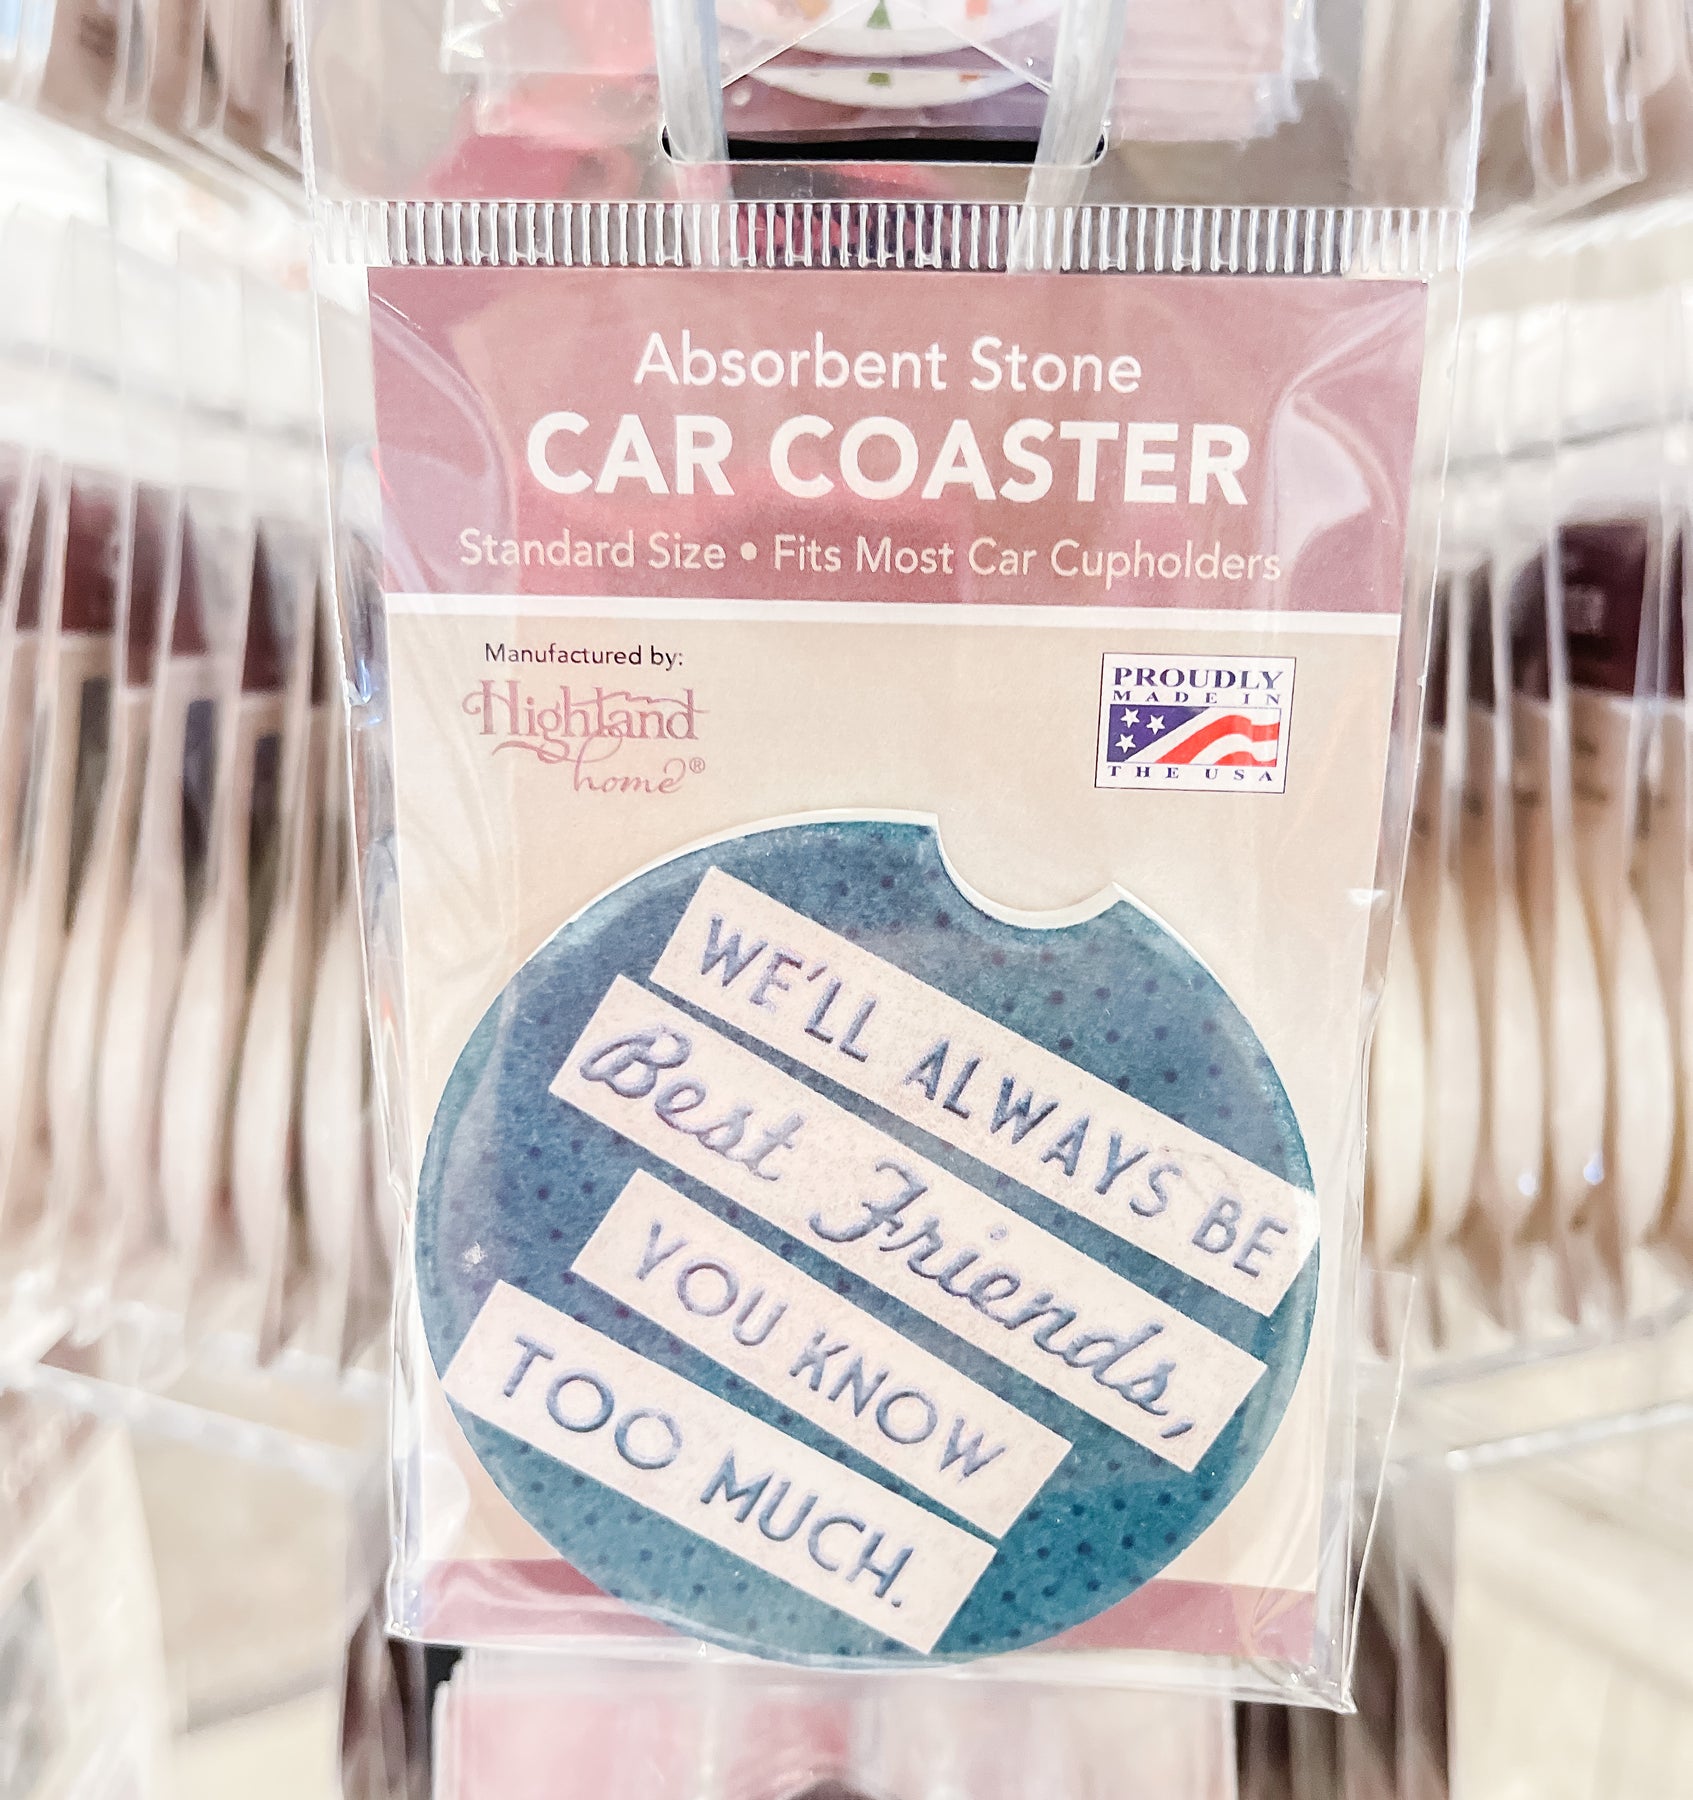 Absorbent Stone
CAR COASTER
Standard Size • Fits Most Car Cupholders
Manufactured by:
Highland
home®
PROUDLY
MADE IN
THE USA
WE'LL ALWAYS BE
Best Friends,
YOU KNOW
TOO MUCH.